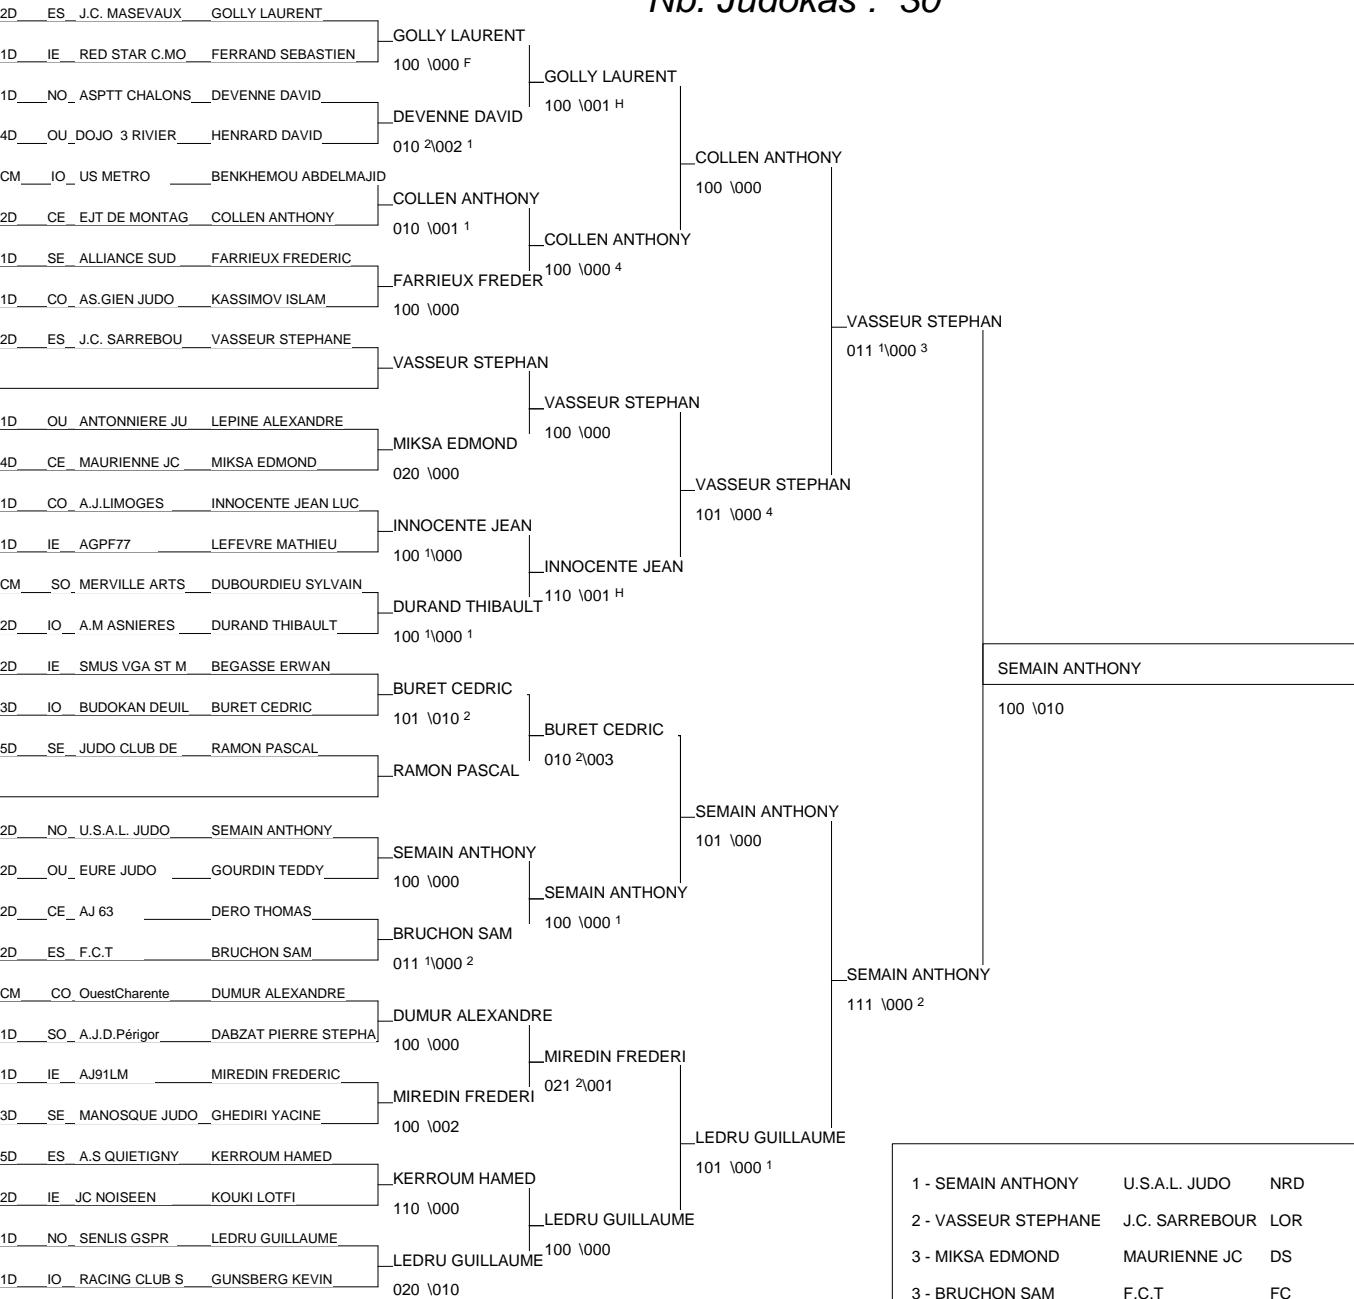 Nb. Judokas : 30
2D ES J.C. MASEVAUX GOLLY LAURENT
GOLLY LAURENT
1D IE RED STAR C.MO FERRAND SEBASTIEN
100 \000 F
GOLLY LAURENT
1D NO ASPTT CHALONS DEVENNE DAVID
100 \001 H
DEVENNE DAVID
4D OU DOJO 3 RIVIER HENRARD DAVID
010 2\002 1
COLLEN ANTHONY
CM IO US METRO BENKHEMOU ABDELMAJID
100 \000
COLLEN ANTHONY
2D CE EJT DE MONTAG COLLEN ANTHONY
010 \001 1
COLLEN ANTHONY
1D SE ALLIANCE SUD FARRIEUX FREDERIC
100 \000 4
FARRIEUX FREDER
1D CO AS.GIEN JUDO KASSIMOV ISLAM
100 \000
VASSEUR STEPHAN
2D ES J.C. SARREBOU VASSEUR STEPHANE
011 1\000 3
VASSEUR STEPHAN
VASSEUR STEPHAN
1D OU ANTONNIERE JU LEPINE ALEXANDRE
100 \000
MIKSA EDMOND
4D CE MAURIENNE JC MIKSA EDMOND
020 \000
VASSEUR STEPHAN
1D CO A.J.LIMOGES INNOCENTE JEAN LUC
101 \000 4
INNOCENTE JEAN
1D IE AGPF77 LEFEVRE MATHIEU
100 1\000
INNOCENTE JEAN
CM SO MERVILLE ARTS DUBOURDIEU SYLVAIN
110 \001 H
DURAND THIBAULT
2D IO A.M ASNIERES DURAND THIBAULT
100 1\000 1
2D IE SMUS VGA ST M BEGASSE ERWAN
SEMAIN ANTHONY
BURET CEDRIC
3D IO BUDOKAN DEUIL BURET CEDRIC
100 \010
101 \010 2
BURET CEDRIC
5D SE JUDO CLUB DE RAMON PASCAL
010 2\003
RAMON PASCAL
SEMAIN ANTHONY
2D NO U.S.A.L. JUDO SEMAIN ANTHONY
101 \000
SEMAIN ANTHONY
2D OU EURE JUDO GOURDIN TEDDY
100 \000
SEMAIN ANTHONY
2D CE AJ 63 DERO THOMAS
100 \000 1
BRUCHON SAM
2D ES F.C.T BRUCHON SAM
011 1\000 2
SEMAIN ANTHONY
CM CO OuestCharente DUMUR ALEXANDRE
111 \000 2
DUMUR ALEXANDRE
1D SO A.J.D.Périgor DABZAT PIERRE STEPHA
100 \000
MIREDIN FREDERI
1D IE AJ91LM MIREDIN FREDERIC
021 2\001
MIREDIN FREDERI
3D SE MANOSQUE JUDO GHEDIRI YACINE
100 \002
LEDRU GUILLAUME
5D ES A.S QUIETIGNY KERROUM HAMED
101 \000 1
KERROUM HAMED
2D IE JC NOISEEN KOUKI LOTFI
110 \000
LEDRU GUILLAUME
1D NO SENLIS GSPR LEDRU GUILLAUME
100 \000
LEDRU GUILLAUME
1D IO RACING CLUB S GUNSBERG KEVIN
020 \010
1 - SEMAIN ANTHONY U.S.A.L. JUDO NRD
2 - VASSEUR STEPHANE J.C. SARREBOUR LOR
3 - MIKSA EDMOND MAURIENNE JC DS
3 - BRUCHON SAM F.C.T FC